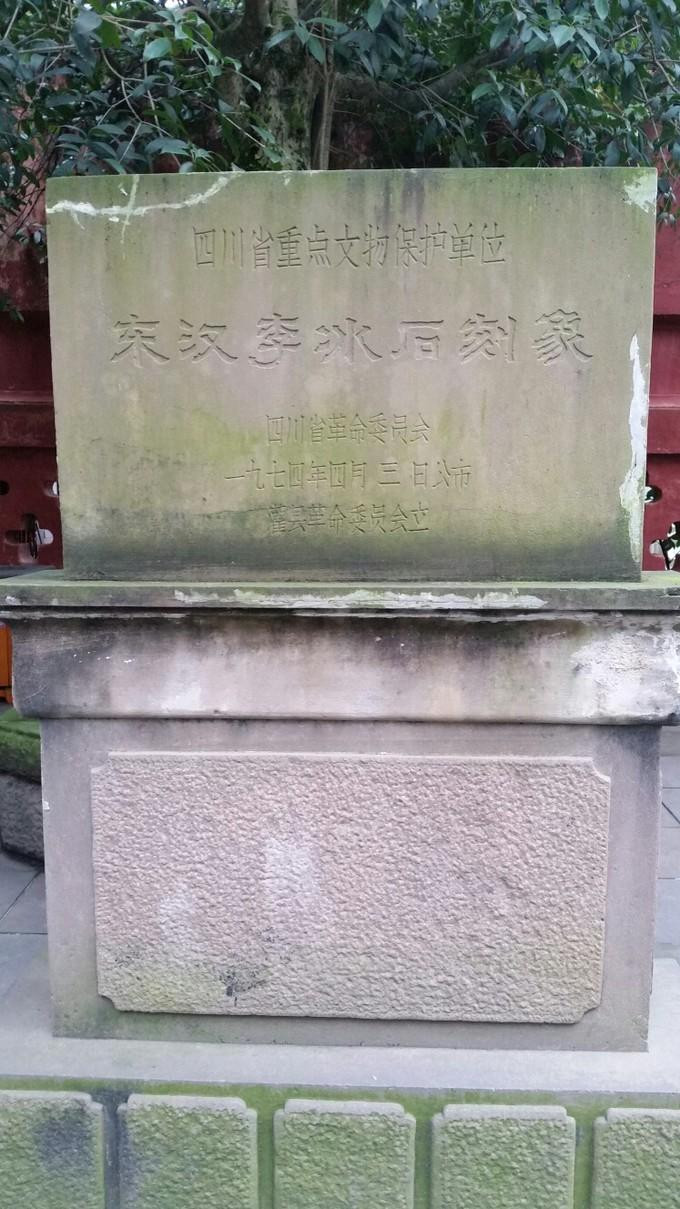 四川省重点文物保护单位
东汉李冰石刻象
四川省革命委员会
一九七四年四月三日公布
灌县革命委员会立